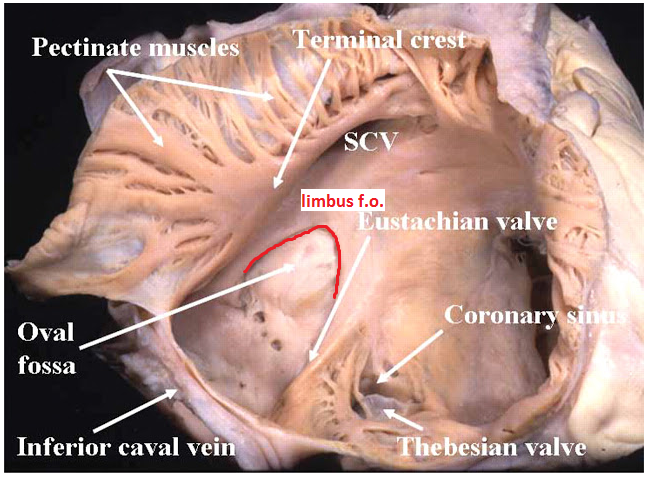 Pectinate muscles
Terminal crest
SCV
limbus f.o.
Eustachian valve
Oval
fossa
Coronary sinus
Inferior caval vein
Thebesian valve